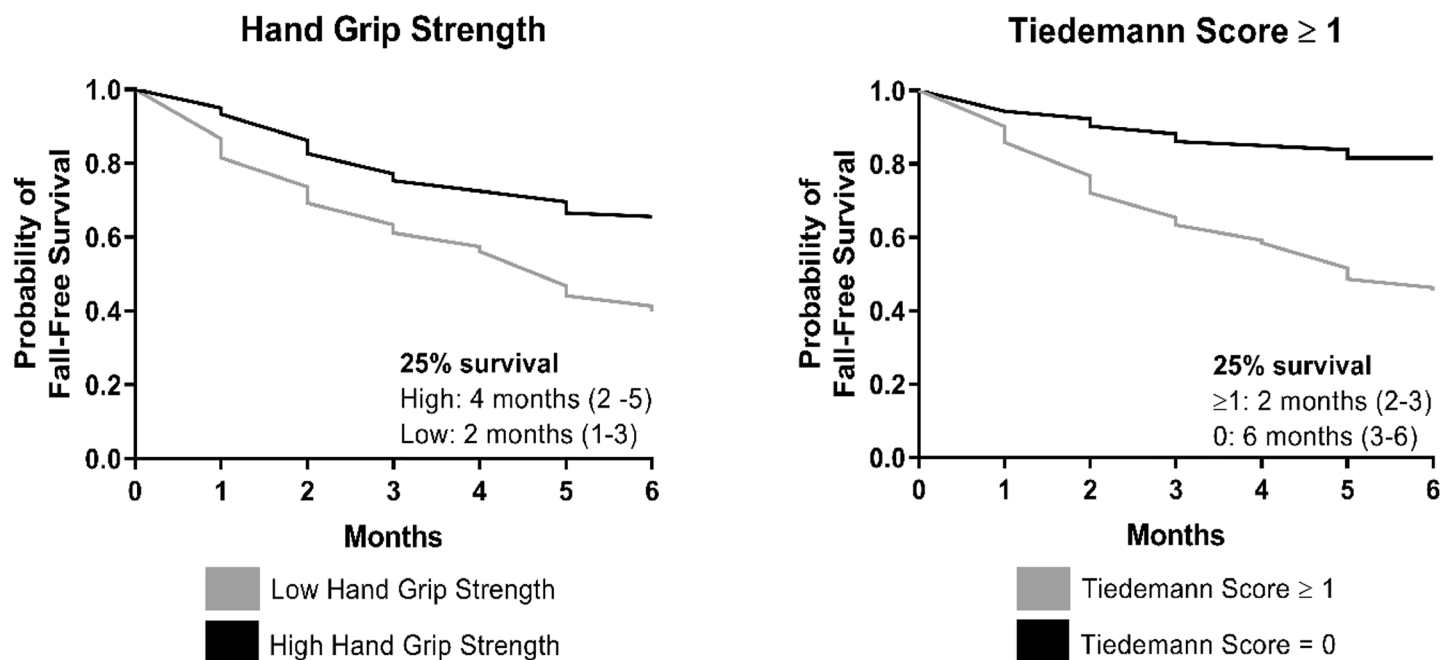 Hand Grip Strength
Probability of
Fall-Free Survival
1.0
0.8
0.6
0.4
0.2
0.0
25% survival
High: 4 months (2 -5)
Low: 2 months (1-3)
0 1 2 3 4 5 6
Months
Low Hand Grip Strength
High Hand Grip Strength
Tiedemann Score ≥ 1
Probability of
Fall-Free Survival
1.0
0.8
0.6
0.4
0.2
0.0
25% survival
≥1: 2 months (2-3)
0: 6 months (3-6)
0 1 2 3 4 5 6
Months
Tiedemann Score ≥ 1
Tiedemann Score = 0